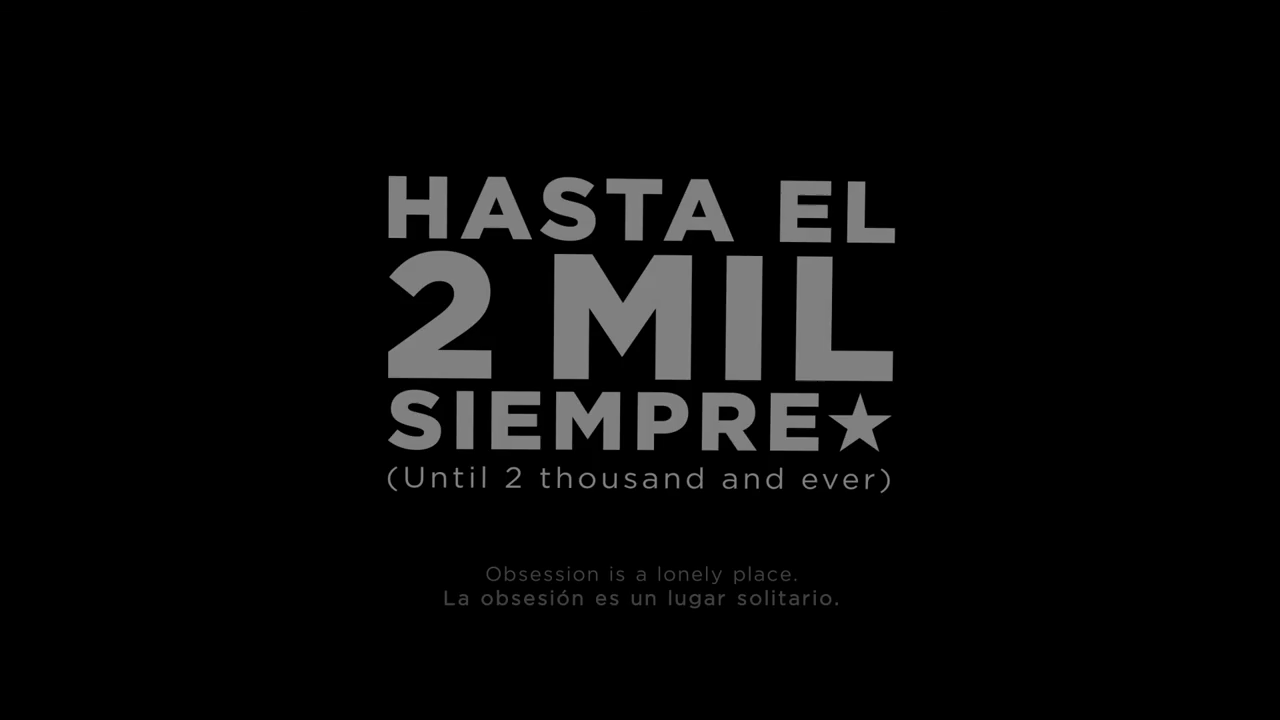 HASTA EL
2 MIL
SIEMPRE★
(Until 2 thousand and ever)
Obsession is a lonely place.
La obsesión es un lugar solitario.